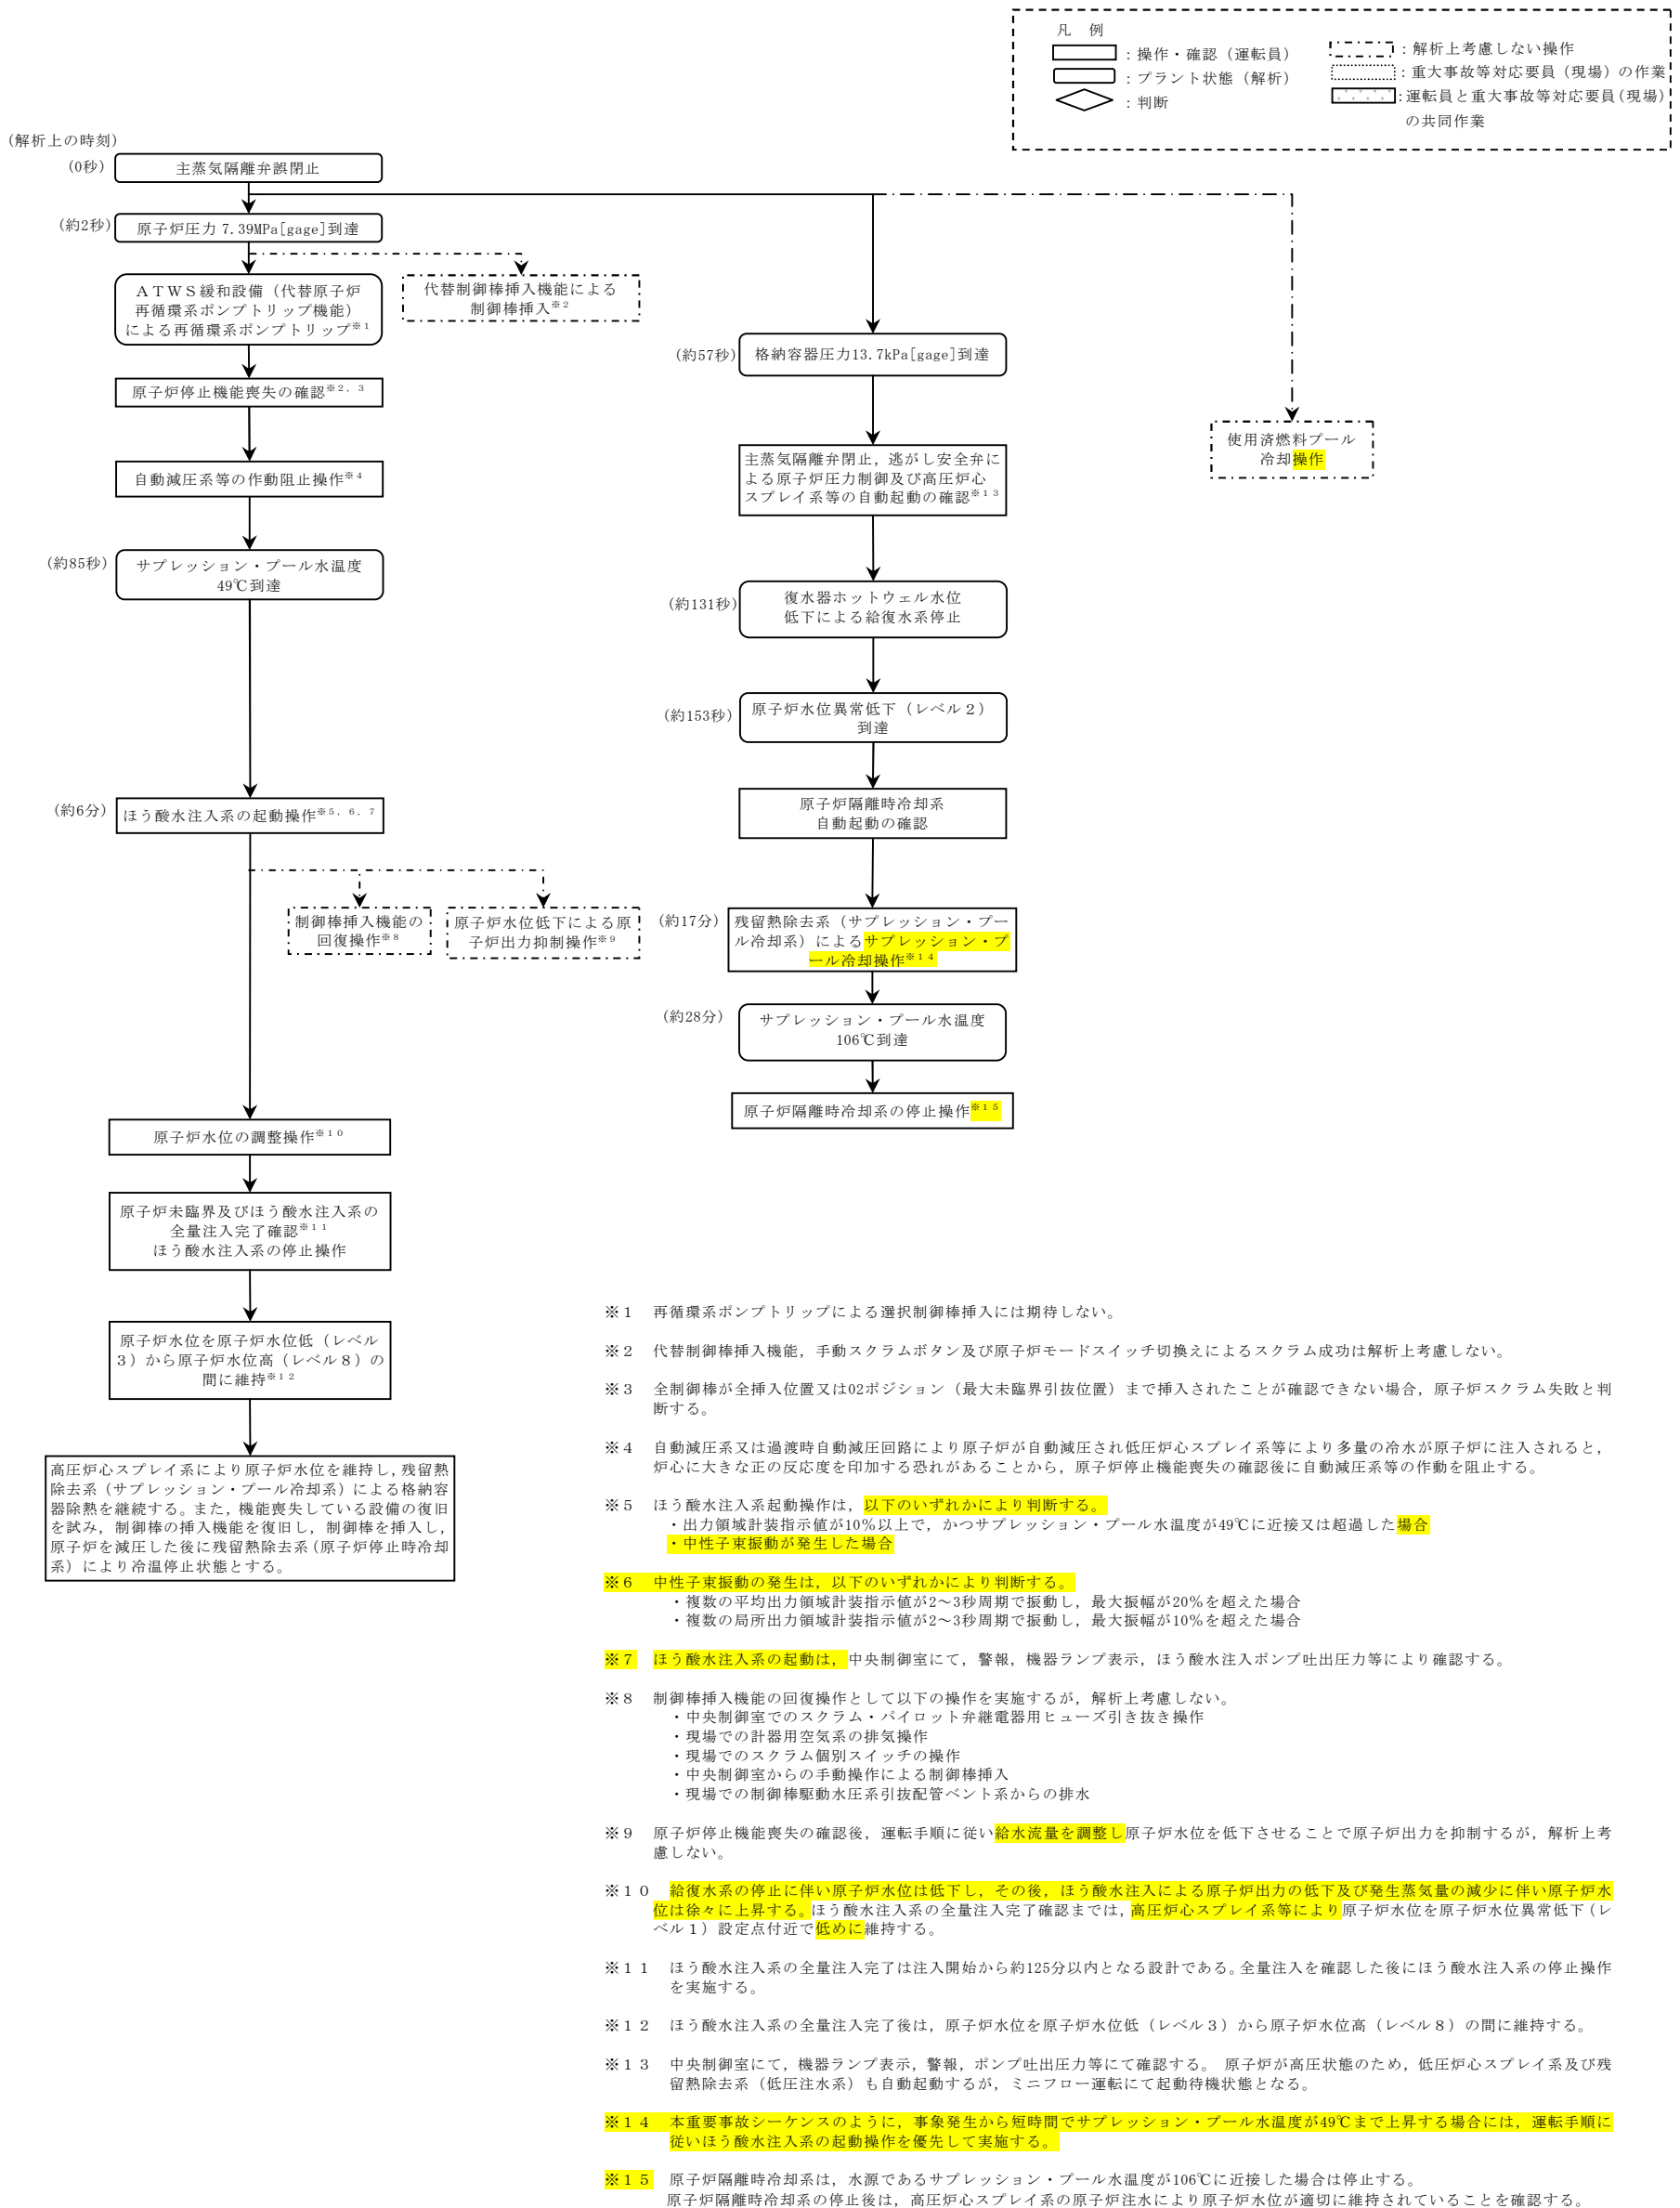 凡　例
：操作・確認（運転員）
：プラント状態（解析）
：判断
：解析上考慮しない操作
：重大事故等対応要員（現場）の作業
：運転員と重大事故等対応要員（現場）
の共同作業
（解析上の時刻）
（0秒）
主蒸気隔離弁誤閉止
（約2秒）
原子炉圧力 7.39MPa[gage]到達
ＡＴＷＳ緩和設備（代替原子炉
再循環系ポンプトリップ機能）
による再循環系ポンプトリップ※１
代替制御棒挿入機能による
制御棒挿入※２
原子炉停止機能喪失の確認※２，３
自動減圧系等の作動阻止操作※４
（約85秒）
サプレッション・プール水温度
49℃到達
（約6分）
ほう酸水注入系の起動操作※５，６，７
制御棒挿入機能の
回復操作※８
原子炉水位低下による原
子炉出力抑制操作※９
原子炉水位の調整操作※１０
原子炉未臨界及びほう酸水注入系の
全量注入完了確認※１１
ほう酸水注入系の停止操作
原子炉水位を原子炉水位低（レベル
３）から原子炉水位高（レベル８）の
間に維持※１２
高圧炉心スプレイ系により原子炉水位を維持し，残留熱
除去系（サプレッション・プール冷却系）による格納容
器除熱を継続する。また，機能喪失している設備の復旧
を試み，制御棒の挿入機能を復旧し，制御棒を挿入し，
原子炉を減圧した後に残留熱除去系（原子炉停止時冷却
系）により冷温停止状態とする。
（約57秒）
格納容器圧力13.7kPa[gage]到達
主蒸気隔離弁閉止，逃がし安全弁に
よる原子炉圧力制御及び高圧炉心
スプレイ系等の自動起動の確認※１３
（約131秒）
復水器ホットウェル水位
低下による給復水系停止
（約153秒）
原子炉水位異常低下（レベル２）
到達
原子炉隔離時冷却系
自動起動の確認
（約17分）
残留熱除去系（サプレッション・プー
ル冷却系）によるサプレッション・プ
ール冷却操作※１４
（約28分）
サプレッション・プール水温度
106℃到達
原子炉隔離時冷却系の停止操作※１５
使用済燃料プール
冷却操作
※１　再循環系ポンプトリップによる選択制御棒挿入には期待しない。
※２　代替制御棒挿入機能，手動スクラムボタン及び原子炉モードスイッチ切換えによるスクラム成功は解析上考慮しない。
※３　全制御棒が全挿入位置又は02ポジション（最大未臨界引抜位置）まで挿入されたことが確認できない場合，原子炉スクラム失敗と判
断する。
※４　自動減圧系又は過渡時自動減圧回路により原子炉が自動減圧され低圧炉心スプレイ系等により多量の冷水が原子炉に注入されると，
炉心に大きな正の反応度を印加する恐れがあることから，原子炉停止機能喪失の確認後に自動減圧系等の作動を阻止する。
※５　ほう酸水注入系起動操作は，以下のいずれかにより判断する。
・出力領域計装指示値が10％以上で，かつサプレッション・プール水温度が49℃に近接又は超過した場合
・中性子束振動が発生した場合
※６　中性子束振動の発生は，以下のいずれかにより判断する。
・複数の平均出力領域計装指示値が2～3秒周期で振動し，最大振幅が20％を超えた場合
・複数の局所出力領域計装指示値が2～3秒周期で振動し，最大振幅が10％を超えた場合
※７　ほう酸水注入系の起動は，中央制御室にて，警報，機器ランプ表示，ほう酸水注入ポンプ吐出圧力等により確認する。
※８　制御棒挿入機能の回復操作として以下の操作を実施するが，解析上考慮しない。
・中央制御室でのスクラム・パイロット弁継電器用ヒューズ引き抜き操作
・現場での計器用空気系の排気操作
・現場でのスクラム個別スイッチの操作
・中央制御室からの手動操作による制御棒挿入
・現場での制御棒駆動水圧系引抜配管ベント系からの排水
※９　原子炉停止機能喪失の確認後，運転手順に従い給水流量を調整し原子炉水位を低下させることで原子炉出力を抑制するが，解析上考
慮しない。
※１０　給復水系の停止に伴い原子炉水位は低下し，その後，ほう酸水注入による原子炉出力の低下及び発生蒸気量の減少に伴い原子炉水
位は徐々に上昇する。ほう酸水注入系の全量注入完了確認までは，高圧炉心スプレイ系等により原子炉水位を原子炉水位異常低下（レ
ベル１）設定点付近で低めに維持する。
※１１　ほう酸水注入系の全量注入完了は注入開始から約125分以内となる設計である。全量注入を確認した後にほう酸水注入系の停止操作
を実施する。
※１２　ほう酸水注入系の全量注入完了後は，原子炉水位を原子炉水位低（レベル３）から原子炉水位高（レベル８）の間に維持する。
※１３　中央制御室にて，機器ランプ表示，警報，ポンプ吐出圧力等にて確認する。 原子炉が高圧状態のため，低圧炉心スプレイ系及び残
留熱除去系（低圧注水系）も自動起動するが，ミニフロー運転にて起動待機状態となる。
※１４　本重要事故シーケンスのように，事象発生から短時間でサプレッション・プール水温度が49℃まで上昇する場合には，運転手順に
従いほう酸水注入系の起動操作を優先して実施する。
※１５　原子炉隔離時冷却系は，水源であるサプレッション・プール水温度が106℃に近接した場合は停止する。
原子炉隔離時冷却系の停止後は，高圧炉心スプレイ系の原子炉注水により原子炉水位が適切に維持されていることを確認する。